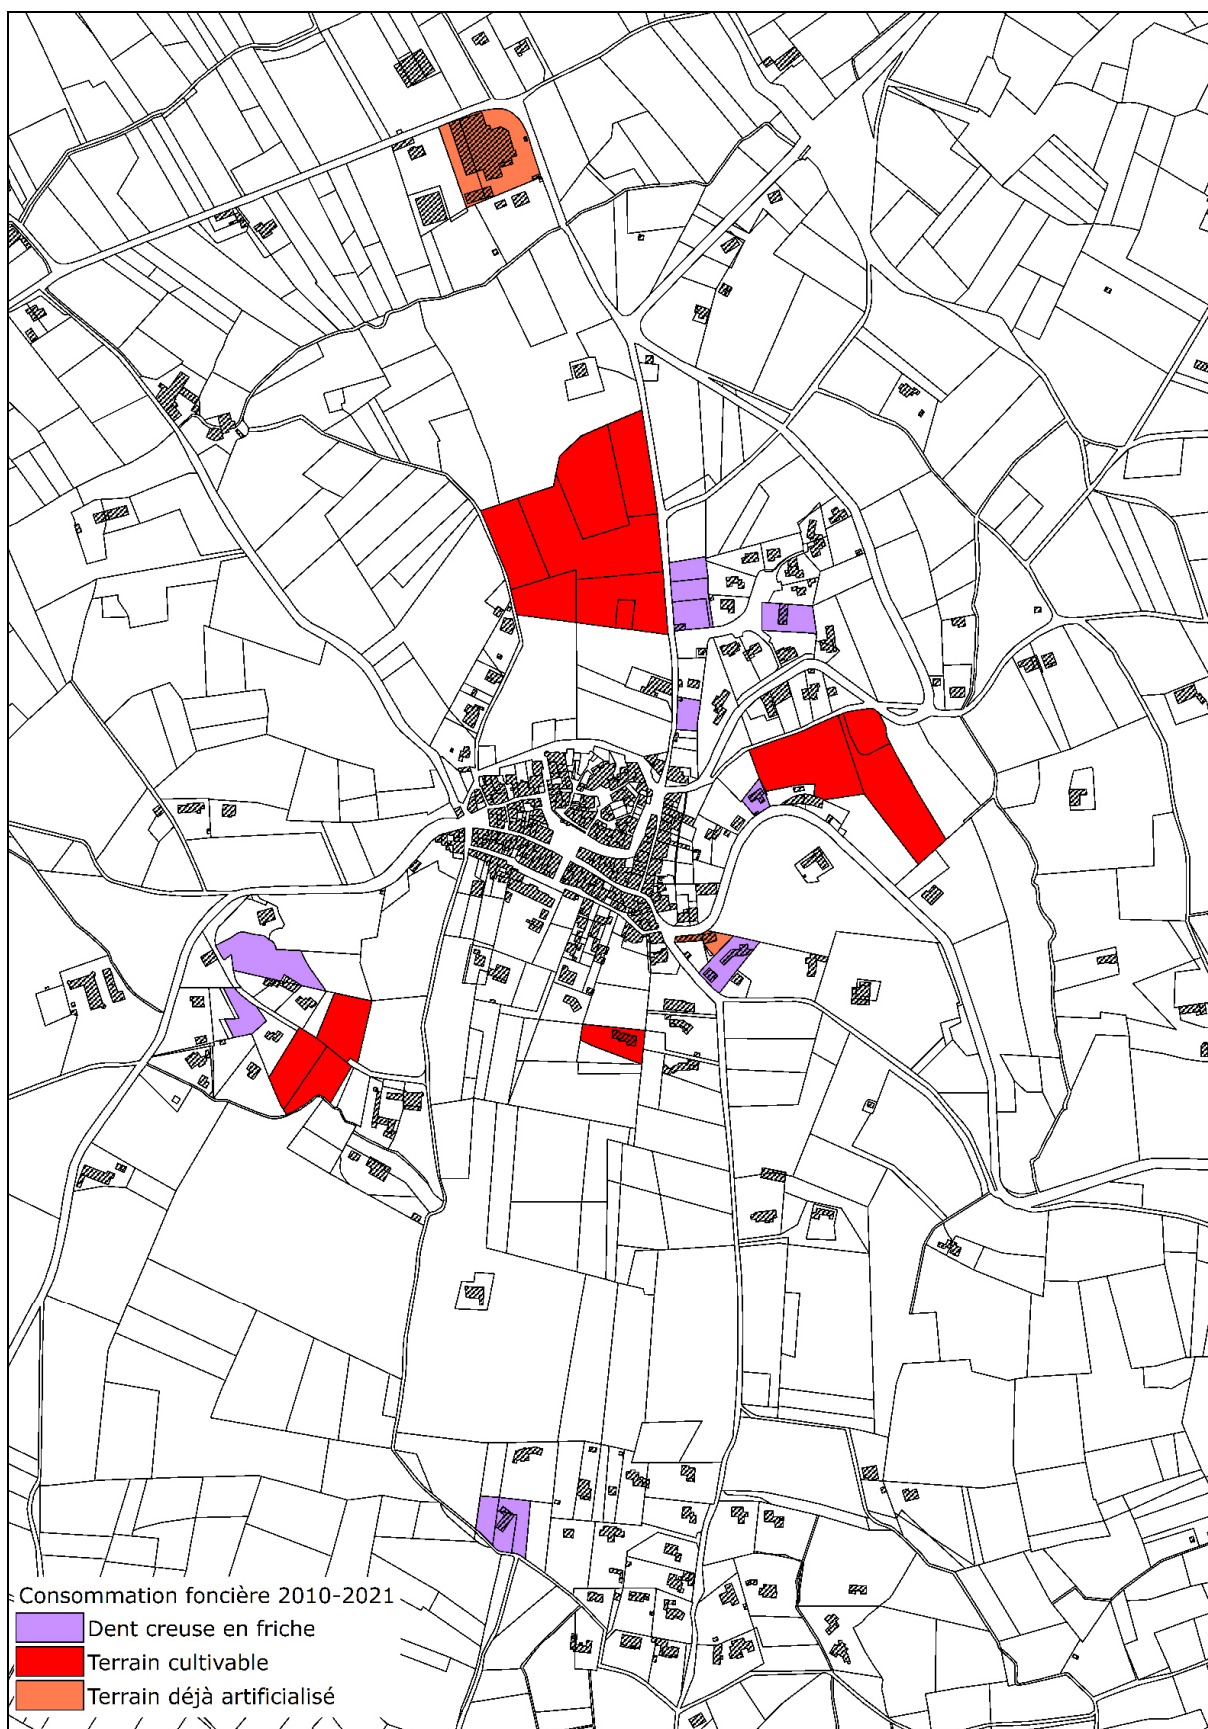 Consommation foncière 2010-2021
Dent creuse en friche
Terrain cultivable
Terrain déjà artificialisé